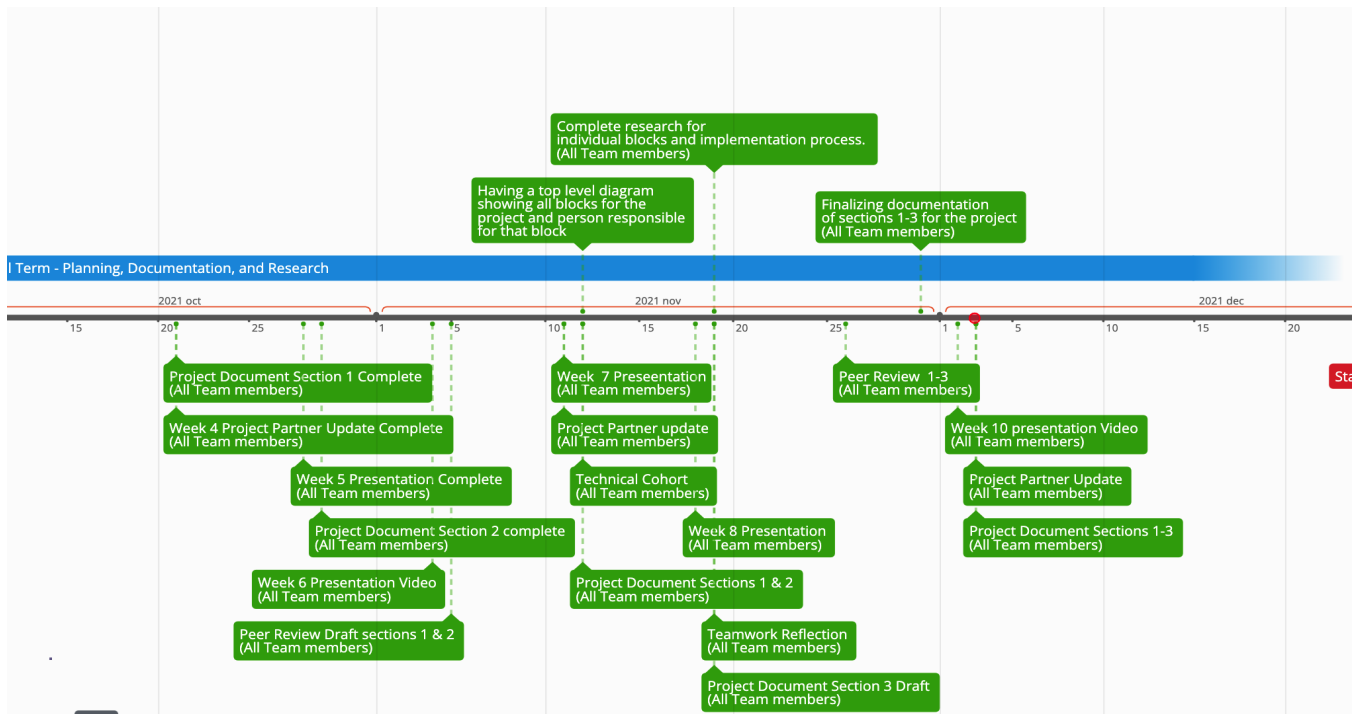 Complete research for
individual blocks and implementation process.
(All Team members)
Having a top level diagram
showing all blocks for the
project and person responsible
for that block
Finalizing documentation
of sections 1-3 for the project
(All Team members)
l Term - Planning, Documentation, and Research
2021 oct
2021 nov
2021 dec
15
20
25
1
5
10
15
20
25
1
5
10
15
20
Project Document Section 1 Complete
(All Team members)
Week 7 Preseentation
(All Team members)
Peer Review 1-3
(All Team members)
Sta
Week 4 Project Partner Update Complete
(All Team members)
Project Partner update
(All Team members)
Week 10 presentation Video
(All Team members)
Week 5 Presentation Complete
(All Team members)
Technical Cohort
(All Team members)
Project Partner Update
(All Team members)
Project Document Section 2 complete
(All Team members)
Week 8 Presentation
(All Team members)
Project Document Sections 1-3
(All Team members)
Week 6 Presentation Video
(All Team members)
Project Document Sections 1 & 2
(All Team members)
Peer Review Draft sections 1 & 2
(All Team members)
Teamwork Reflection
(All Team members)
Project Document Section 3 Draft
(All Team members)